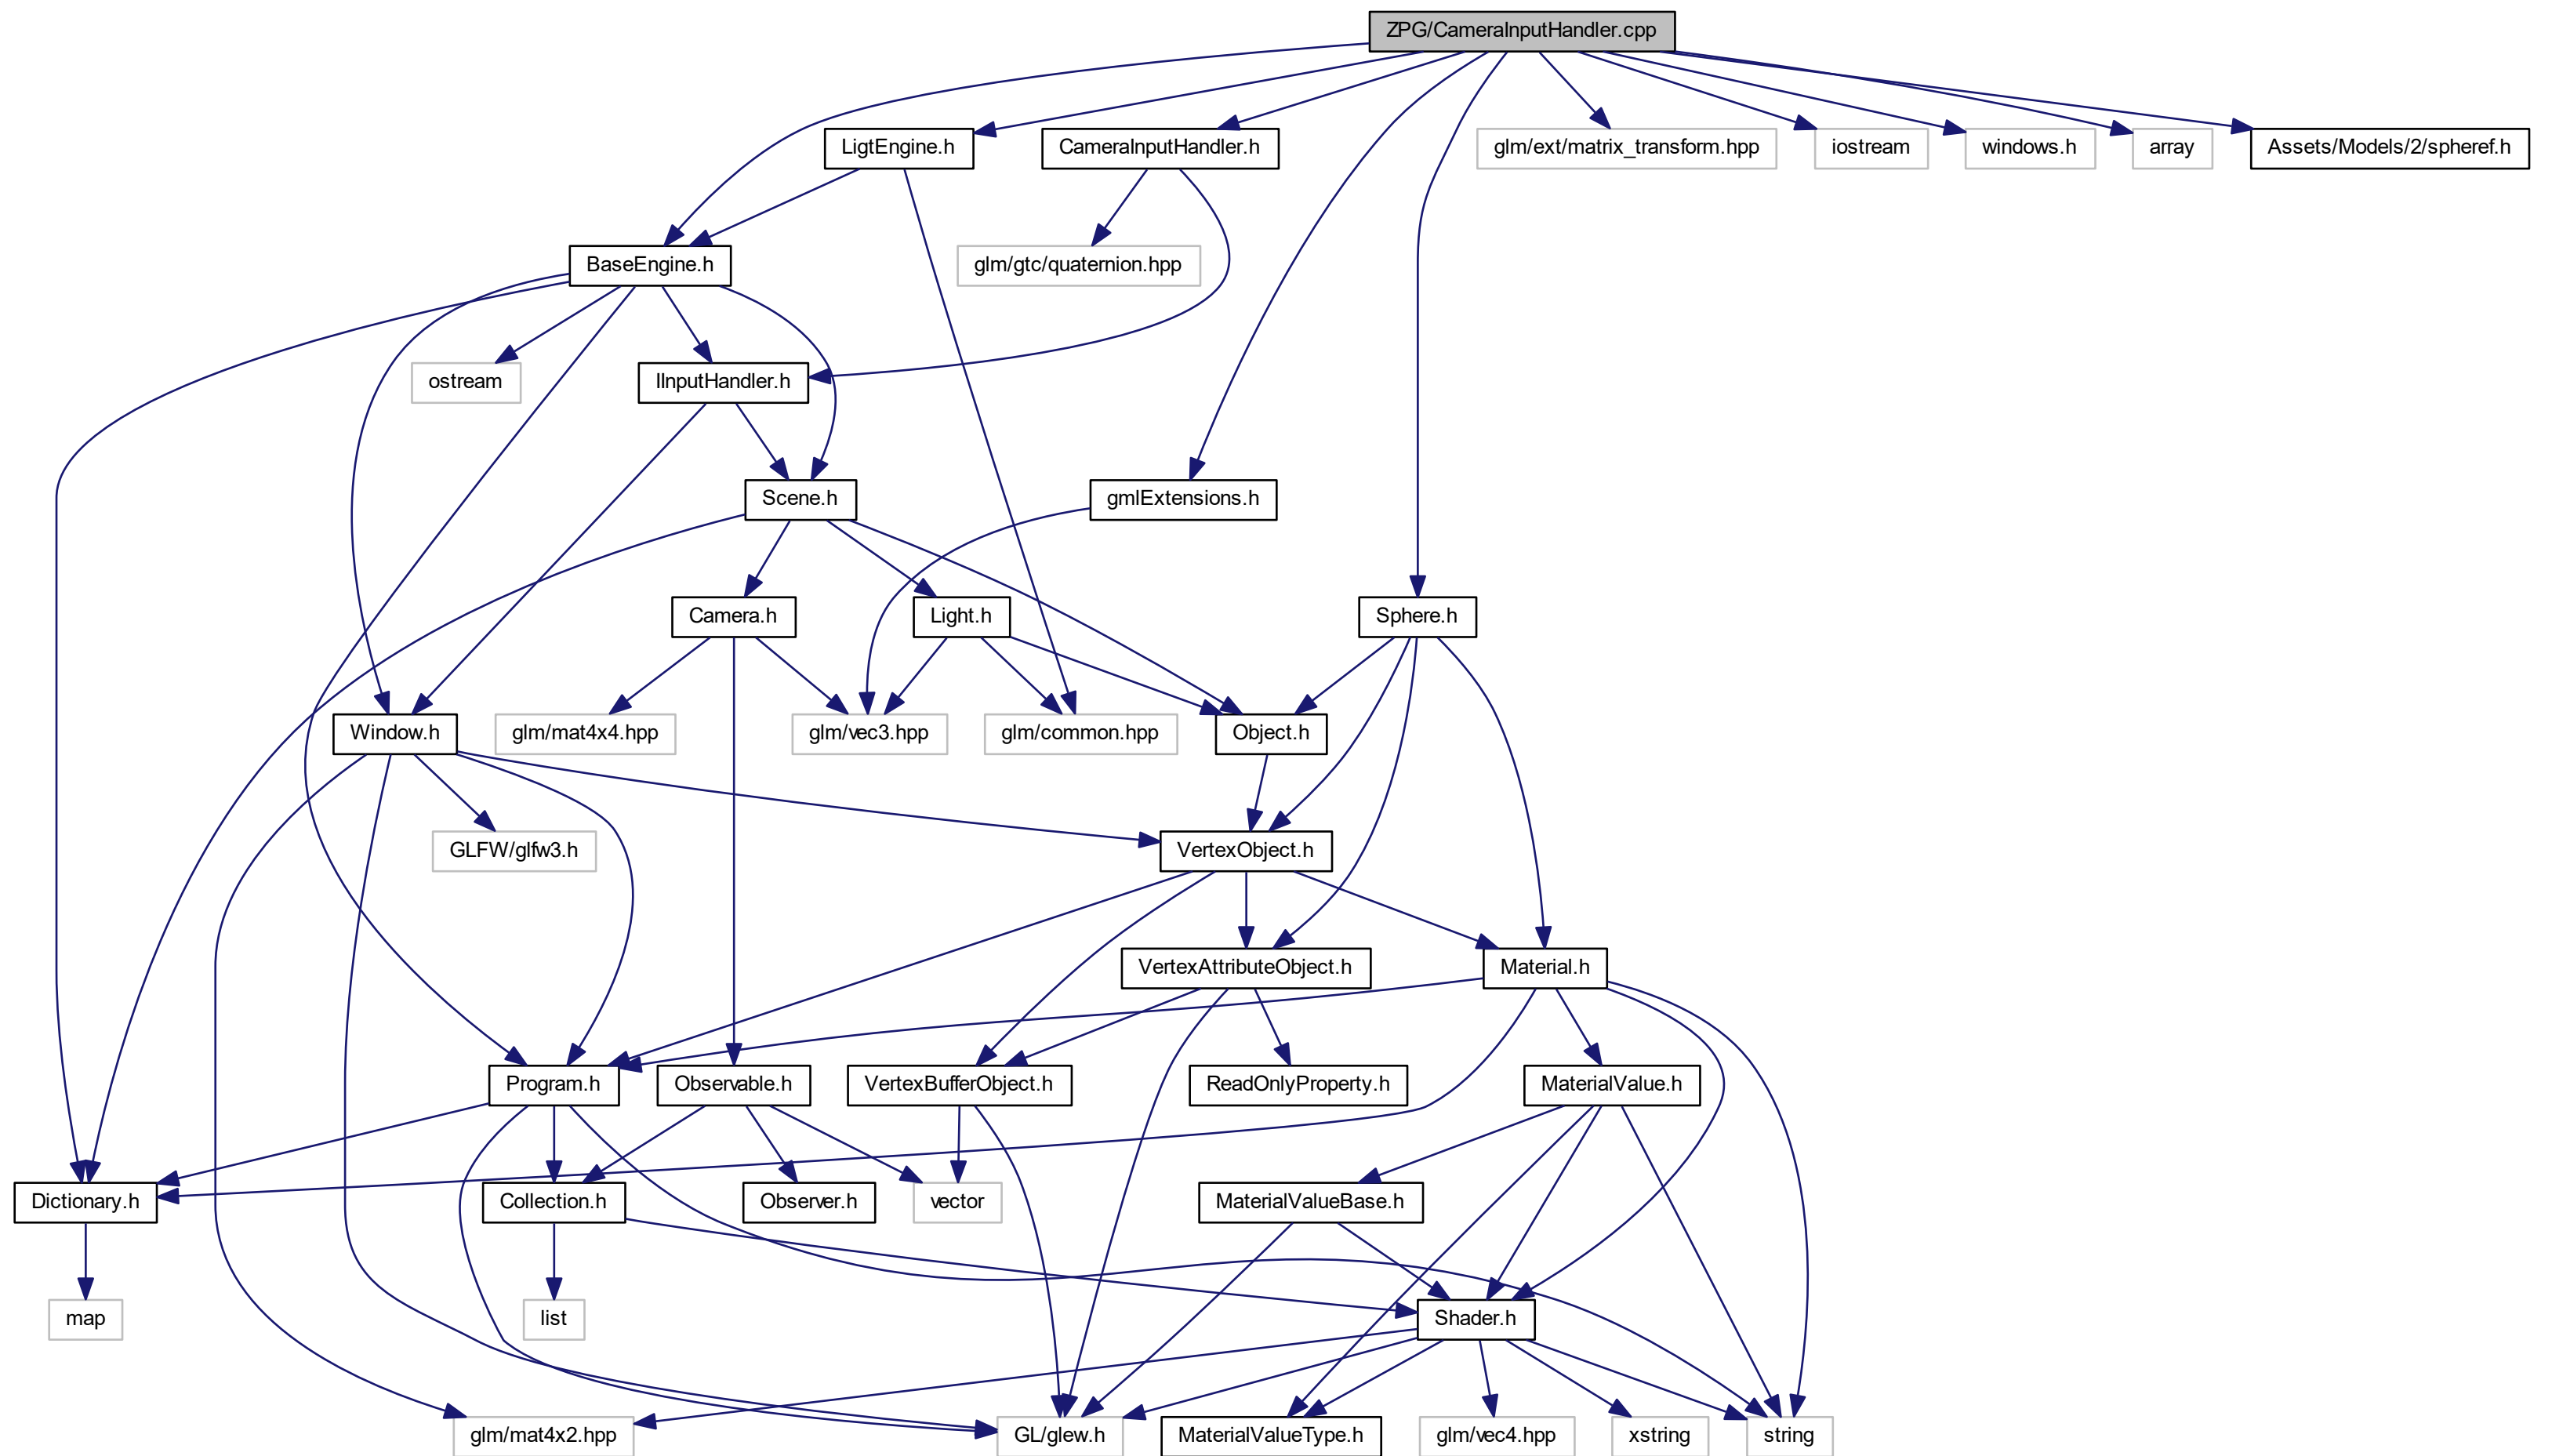 ZPG/CameraInputHandler.cpp
LigtEngine.h
CameraInputHandler.h
glm/ext/matrix_transform.hpp
iostream
windows.h
array
Assets/Models/2/spheref.h
BaseEngine.h
glm/gtc/quaternion.hpp
ostream
IInputHandler.h
Scene.h
gmlExtensions.h
Camera.h
Light.h
Sphere.h
Window.h
glm/mat4x4.hpp
glm/vec3.hpp
glm/common.hpp
Object.h
GLFW/glfw3.h
VertexObject.h
VertexAttributeObject.h
Material.h
Program.h
Observable.h
VertexBufferObject.h
ReadOnlyProperty.h
MaterialValue.h
Dictionary.h
Collection.h
Observer.h
vector
MaterialValueBase.h
map
list
Shader.h
glm/mat4x2.hpp
GL/glew.h
MaterialValueType.h
glm/vec4.hpp
xstring
string